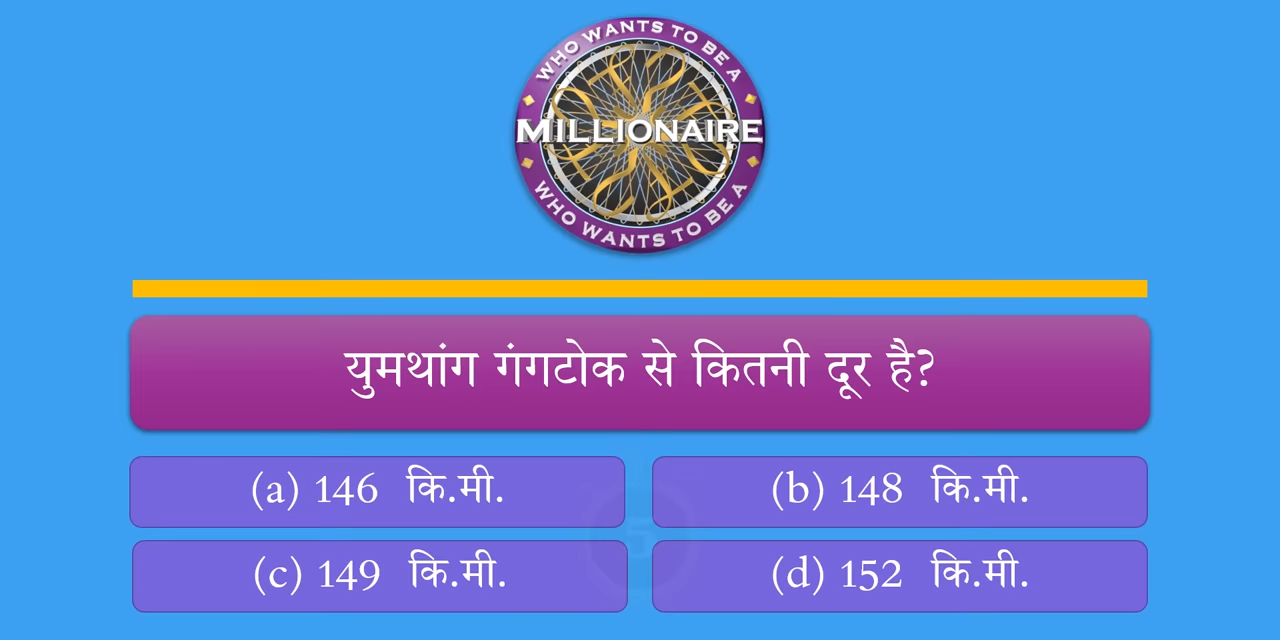 WHO WANTS TO BE A
MILLIONAIRE
WHO WANTS TO BE A
युमथांग गंगटोक से कितनी दूर है?
(a) 146 कि.मी.
(b) 148 कि.मी.
(c) 149 कि.मी.
(d) 152 कि.मी.